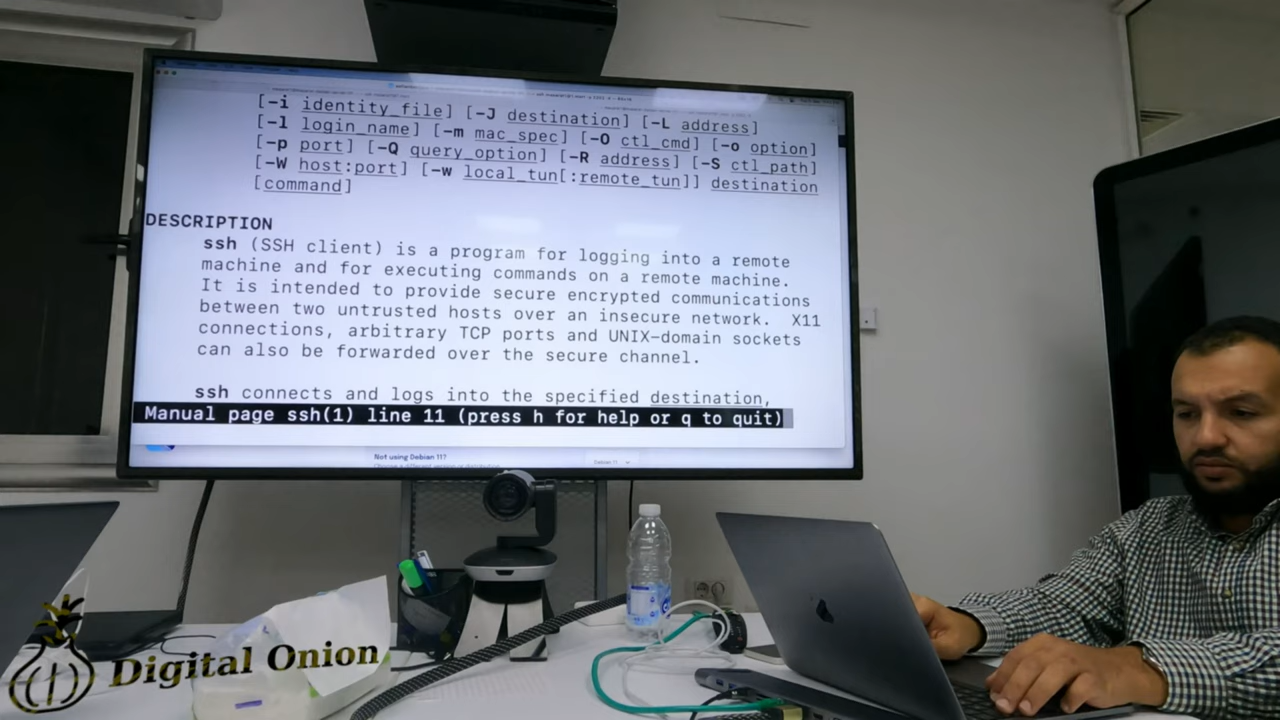 [-i identity_file] [-J destination] [-L address]
[-l login_name] [-m mac_spec] [-O ctl_cmd] [-o option]
[-p port] [-Q query_option] [-R address] [-S ctl_path]
[-W host:port] [-w local_tun[:remote_tun]] destination
[command]
DESCRIPTION
ssh (SSH client) is a program for logging into a remote
machine and for executing commands on a remote machine.
It is intended to provide secure encrypted communications
between two untrusted hosts over an insecure network. X11
connections, arbitrary TCP ports and UNIX-domain sockets
can also be forwarded over the secure channel.
ssh connects and logs into the specified destination,
Manual page ssh(1) line 11 (press h for help or q to quit)
Not using Debian 11?
Debian 11
Digital Onion